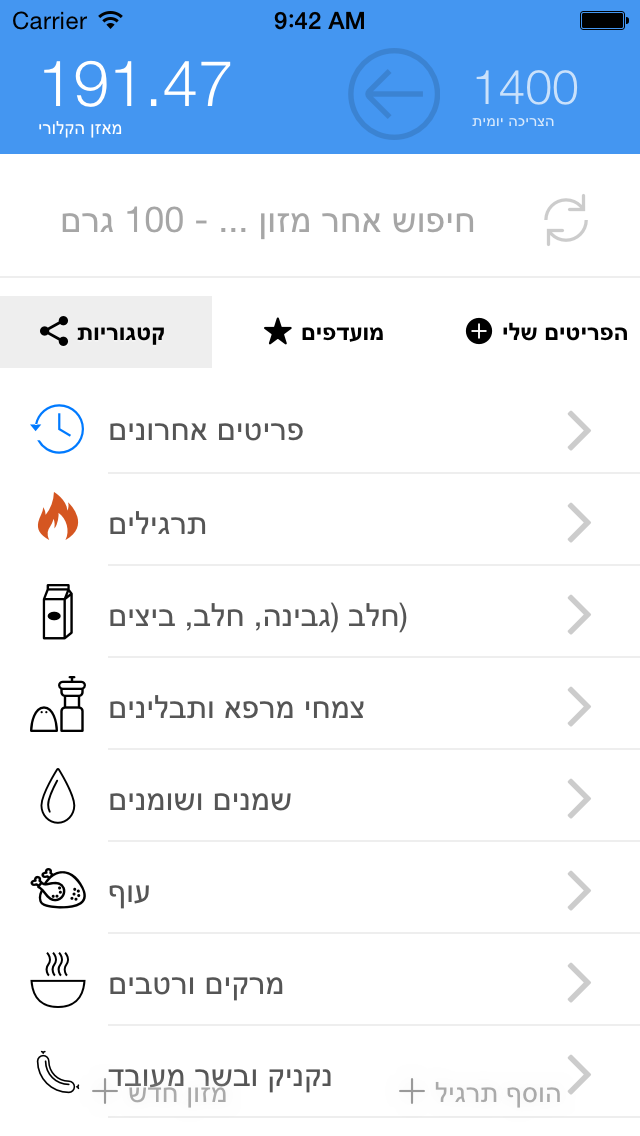 Carrier 9:42 AM
191.47
מאזן הקלורי
1400
הצריכה יומית
חיפוש אחר מזון ... - 100 גרם
קטגוריות
מועדפים
הפריטים שלי
פריטים אחרונים
תרגילים
חלב (גבינה, חלב, ביצים)
צמחי מרפא ותבלינים
שמנים ושומנים
עוף
מרקים ורטבים
נקניק ובשר מעובד
מזון חדש
הוסף תרגיל